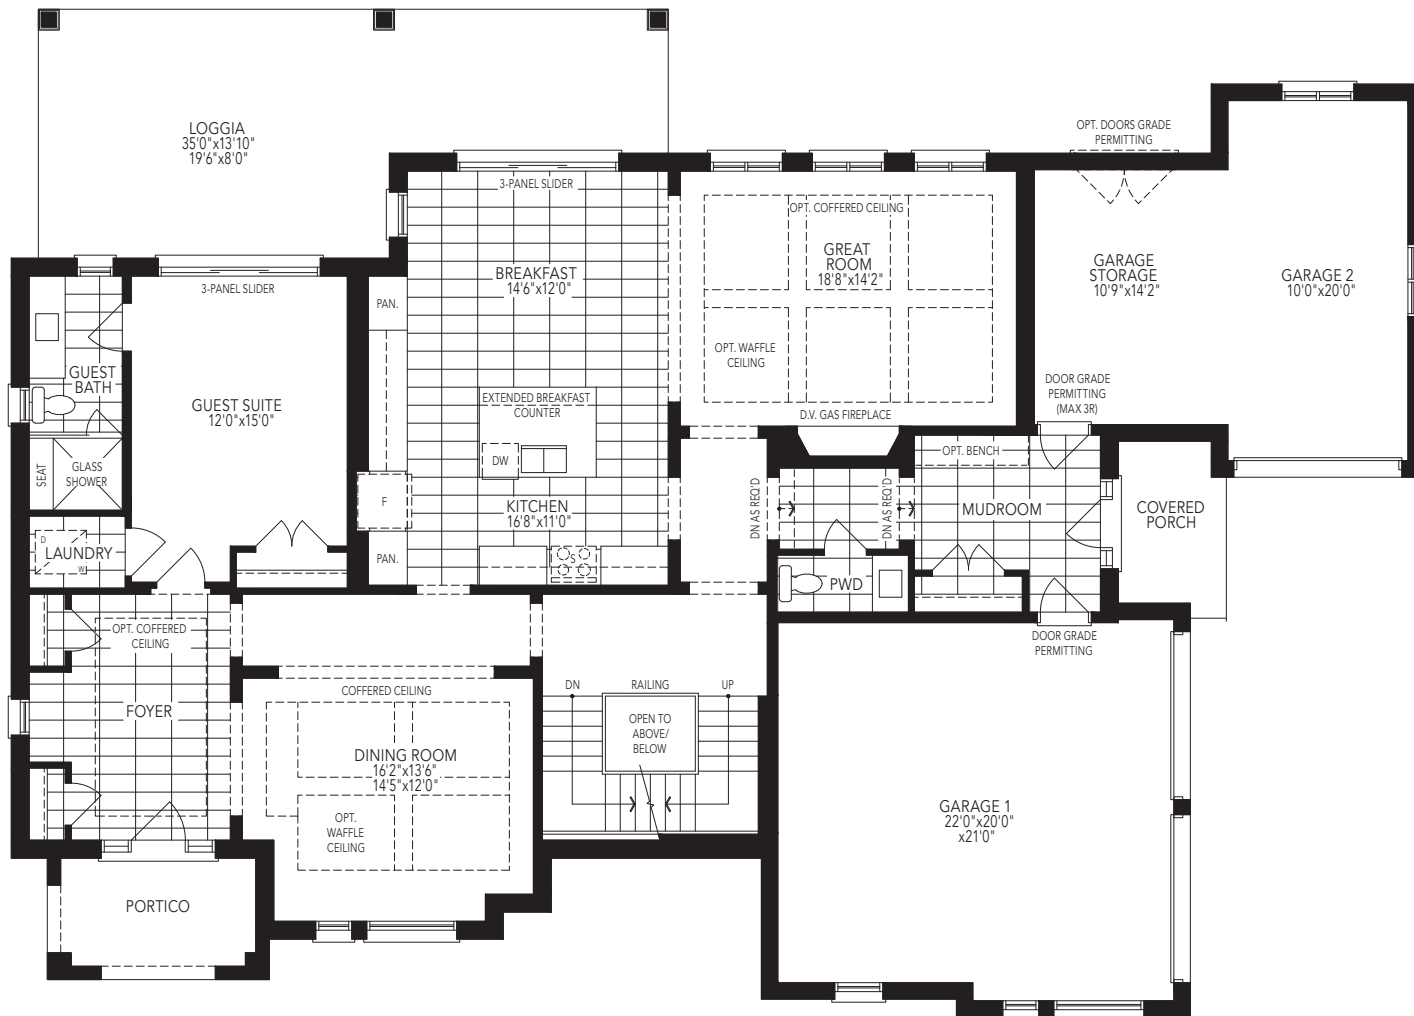 LOGGIA
35'0"x13'10"
19'6"x8'0"
OPT. DOORS GRADE
PERMITTING
3-PANEL SLIDER
OPT. COFFERED CEILING
GREAT
ROOM
18'8"x14'2"
OPT. WAFFLE
CEILING
D.V. GAS FIREPLACE
BREAKFAST
14'6"x12'0"
GARAGE
STORAGE
10'9"x14'2"
GARAGE 2
10'0"x20'0"
DOOR GRADE
PERMITTING
(MAX 3R)
3-PANEL SLIDER
PAN.
GUEST
BATH
GUEST SUITE
12'0"x15'0"
EXTENDED BREAKFAST
COUNTER
DW
SEAT
GLASS
SHOWER
F
KITCHEN
16'8"x11'0"
DN AS REQ'D
DN AS REQ'D
OPT. BENCH
MUDROOM
COVERED
PORCH
D
LAUNDRY
W
PAN.
S
PWD
OPT. COFFERED
CEILING
DOOR GRADE
PERMITTING
FOYER
COFFERED CEILING
DN
RAILING
UP
OPEN TO
ABOVE/
BELOW
DINING ROOM
16'2"x13'6"
14'5"x12'0"
OPT.
WAFFLE
CEILING
GARAGE 1
22'0"x20'0"
x21'0"
PORTICO